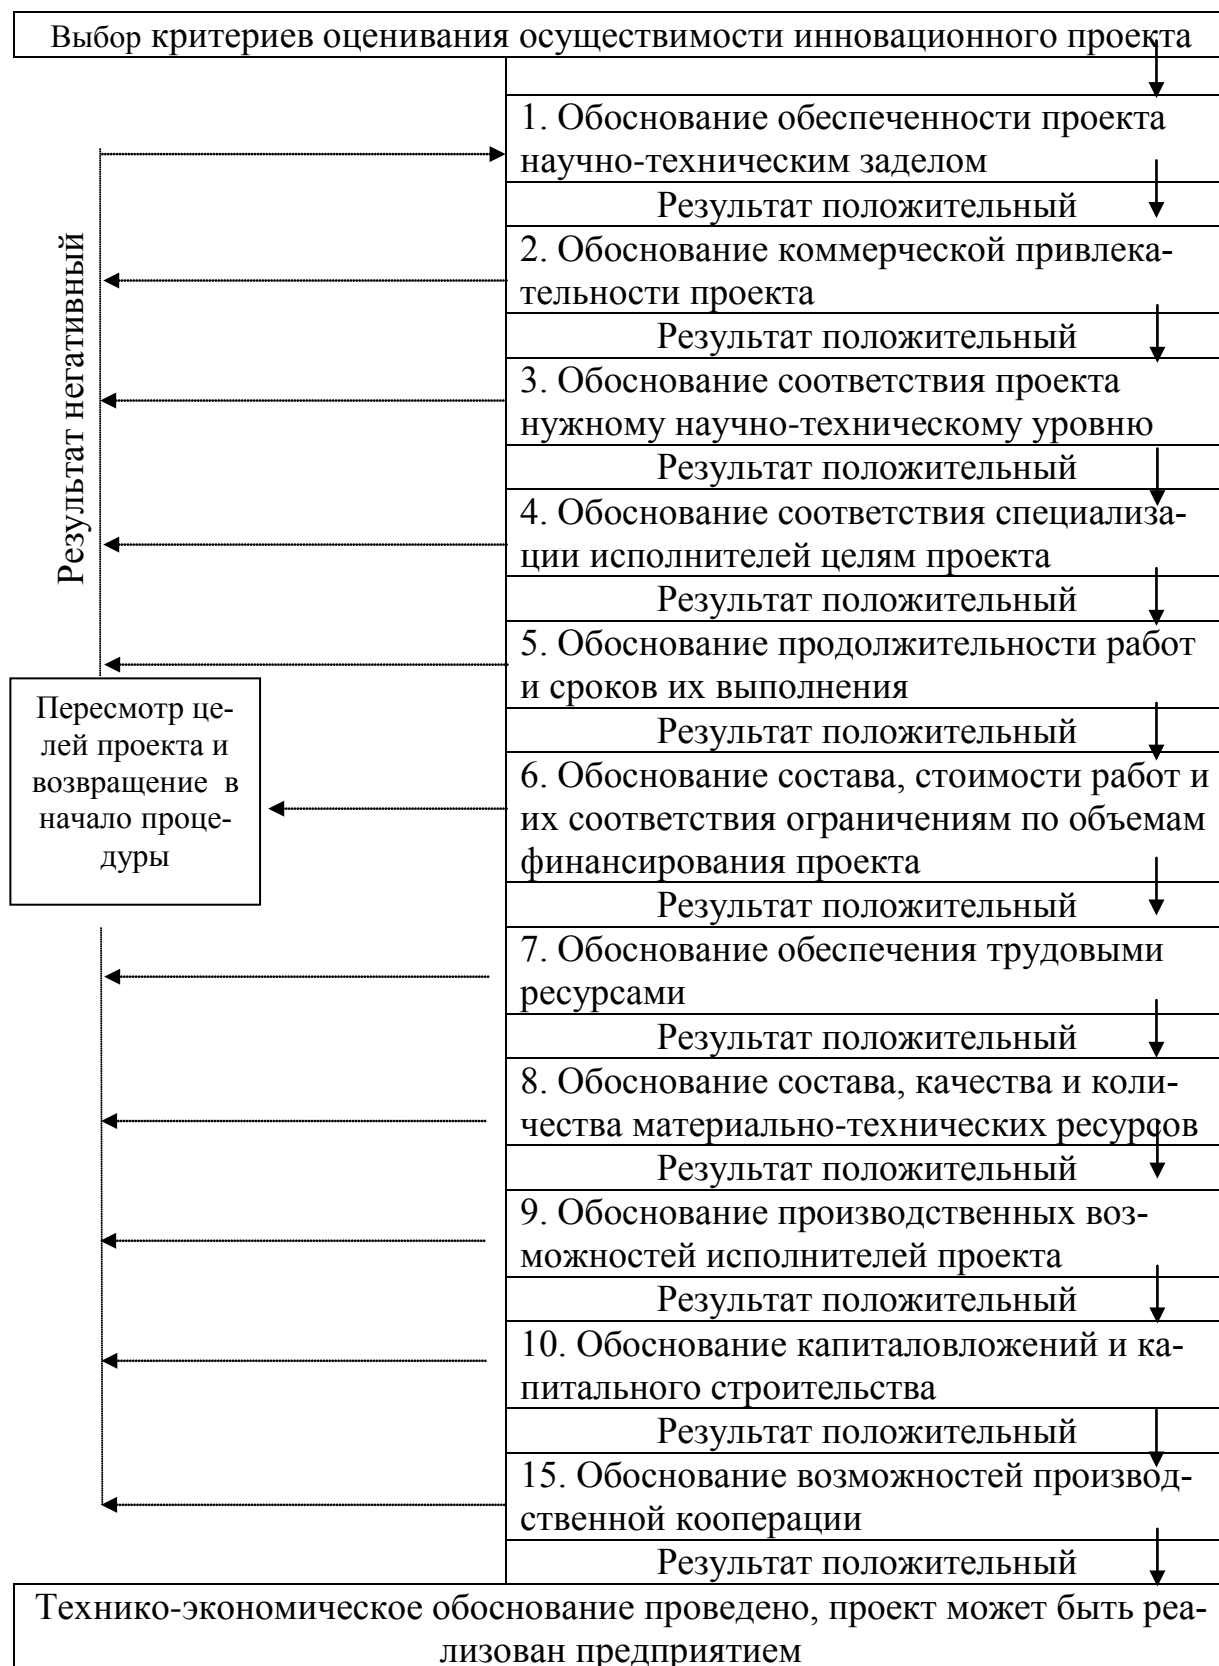 Выбор критериев оценивания осуществимости инновационного проекта
1. Обоснование обеспеченности проекта
научно-техническим заделом
Результат положительный
2. Обоснование коммерческой привлека-
тельности проекта
Результат положительный
3. Обоснование соответствия проекта
нужному научно-техническому уровню
Результат положительный
4. Обоснование соответствия специализа-
ции исполнителей целям проекта
Результат положительный
5. Обоснование продолжительности работ
и сроков их выполнения
Результат положительный
6. Обоснование состава, стоимости работ и
их соответствия ограничениям по объемам
финансирования проекта
Результат положительный
7. Обоснование обеспечения трудовыми
ресурсами
Результат положительный
8. Обоснование состава, качества и коли-
чества материально-технических ресурсов
Результат положительный
9. Обоснование производственных воз-
можностей исполнителей проекта
Результат положительный
10. Обоснование капиталовложений и ка-
питального строительства
Результат положительный
15. Обоснование возможностей производ-
ственной кооперации
Результат положительный
Результат негативный
Пересмотр це-
лей проекта и
возвращение в
начало проце-
дуры
Технико-экономическое обоснование проведено, проект может быть реа-
лизован предприятием